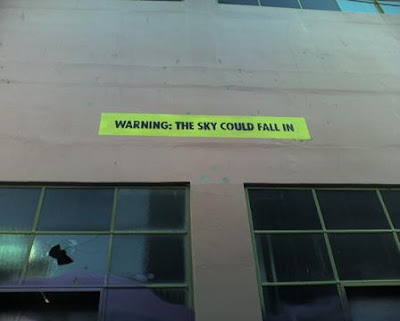 WARNING: THE SKY COULD FALL IN